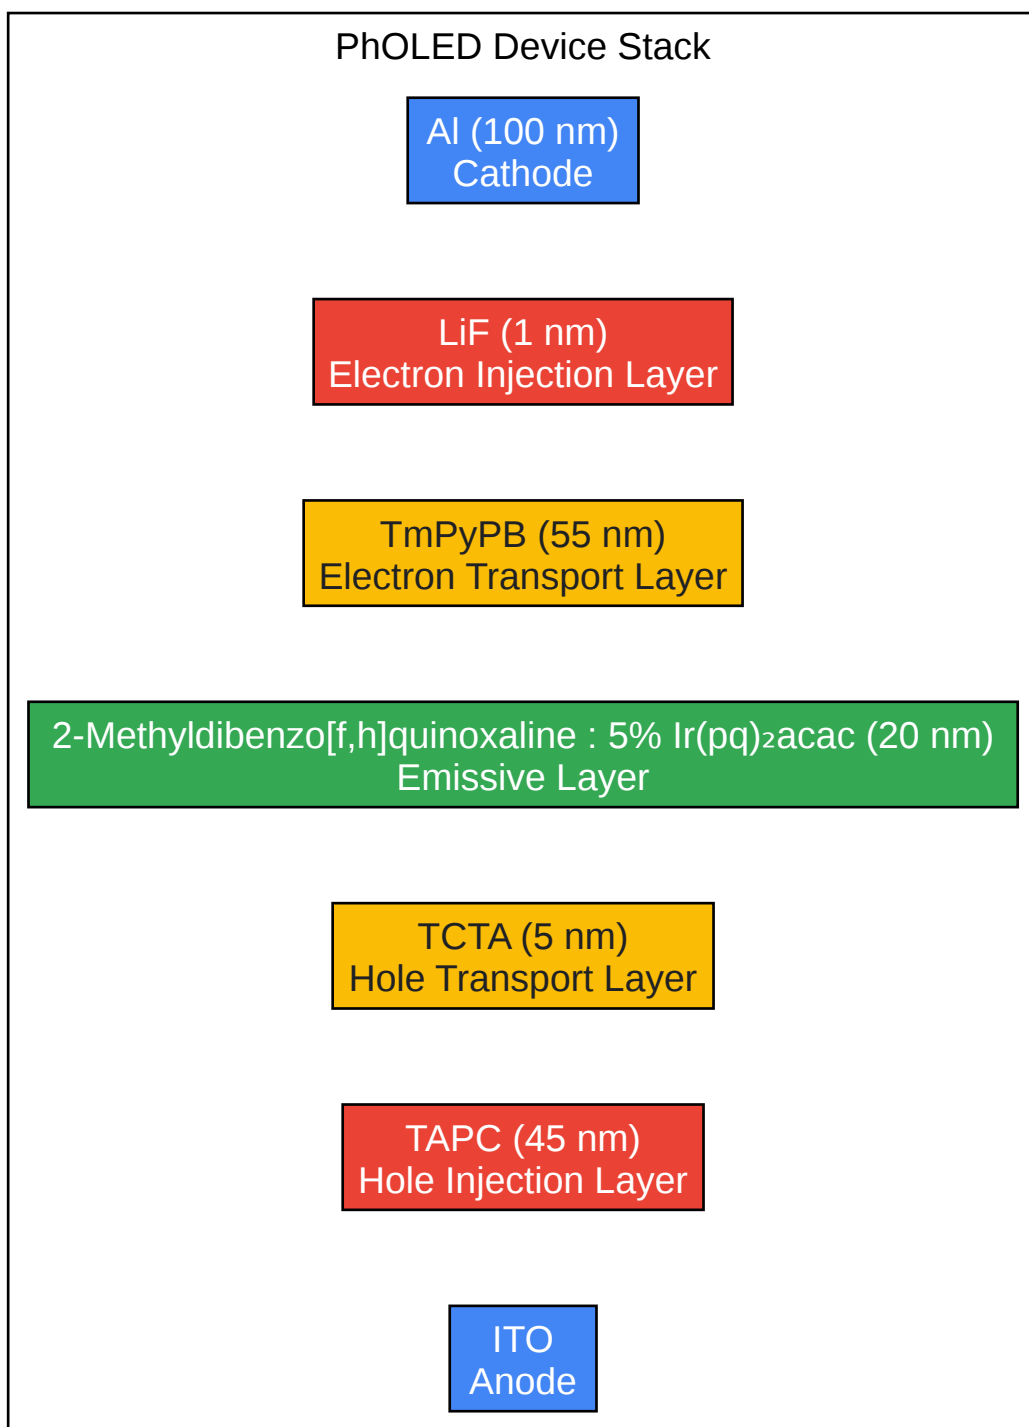 PhOLED Device Stack
Al (100 nm)
Cathode
LiF (1 nm)
Electron Injection Layer
TmPyPB (55 nm)
Electron Transport Layer
2-Methyldibenzo[f,h]quinoxaline : 5% Ir(pq)₂acac (20 nm)
Emissive Layer
TCTA (5 nm)
Hole Transport Layer
TAPC (45 nm)
Hole Injection Layer
ITO
Anode